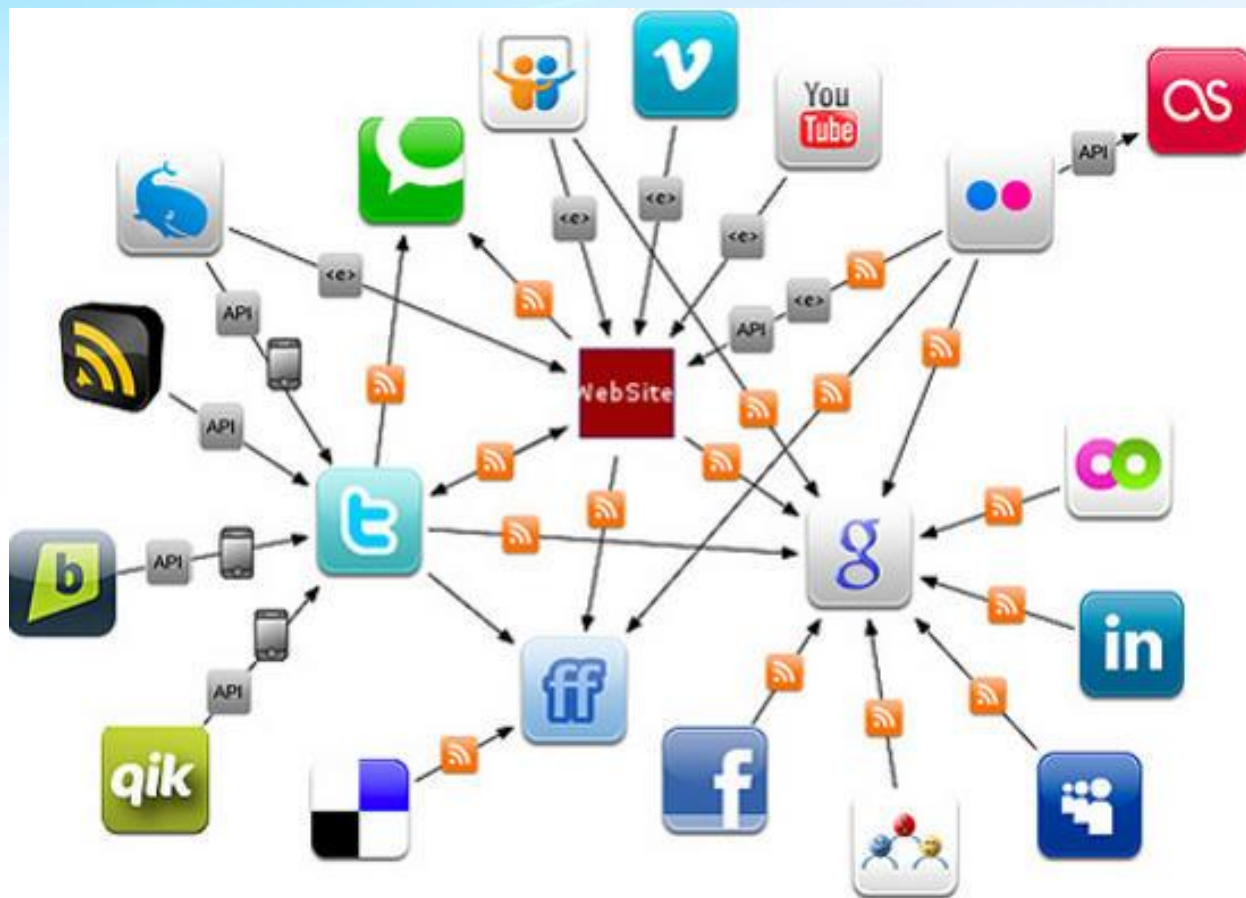 You
Tube
API
<e>
<e>
<e>
<e>
API
<e>
API
WebSite
API
t
b
API
g
in
API
qik
ff
f